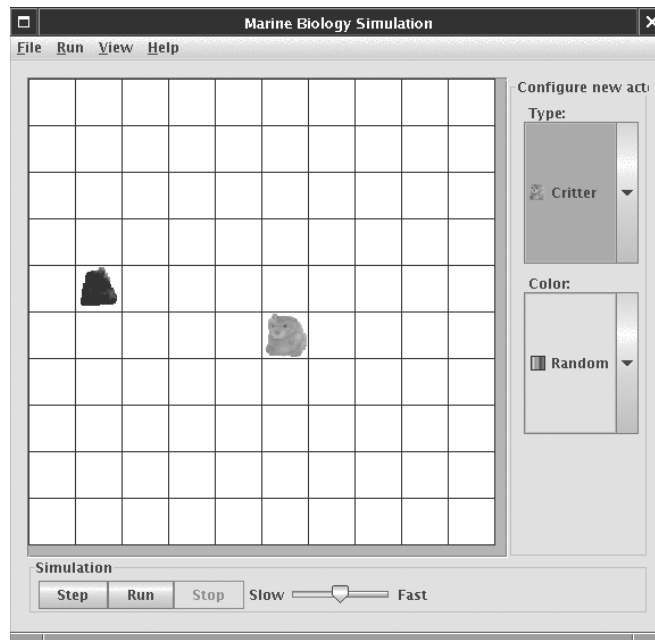 Marine Biology Simulation
File Run View Help
Configure new act
Type:
Critter
Color:
Random
Simulation
Step Run Stop Slow Fast